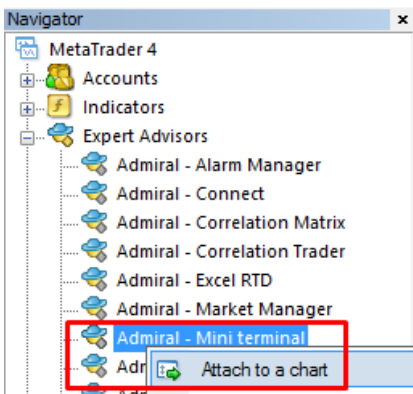 Navigator
MetaTrader 4
Accounts
Indicators
Expert Advisors
Admiral - Alarm Manager
Admiral - Connect
Admiral - Correlation Matrix
Admiral - Correlation Trader
Admiral - Excel RTD
Admiral - Market Manager
Admiral - Mini terminal
Attach to a chart